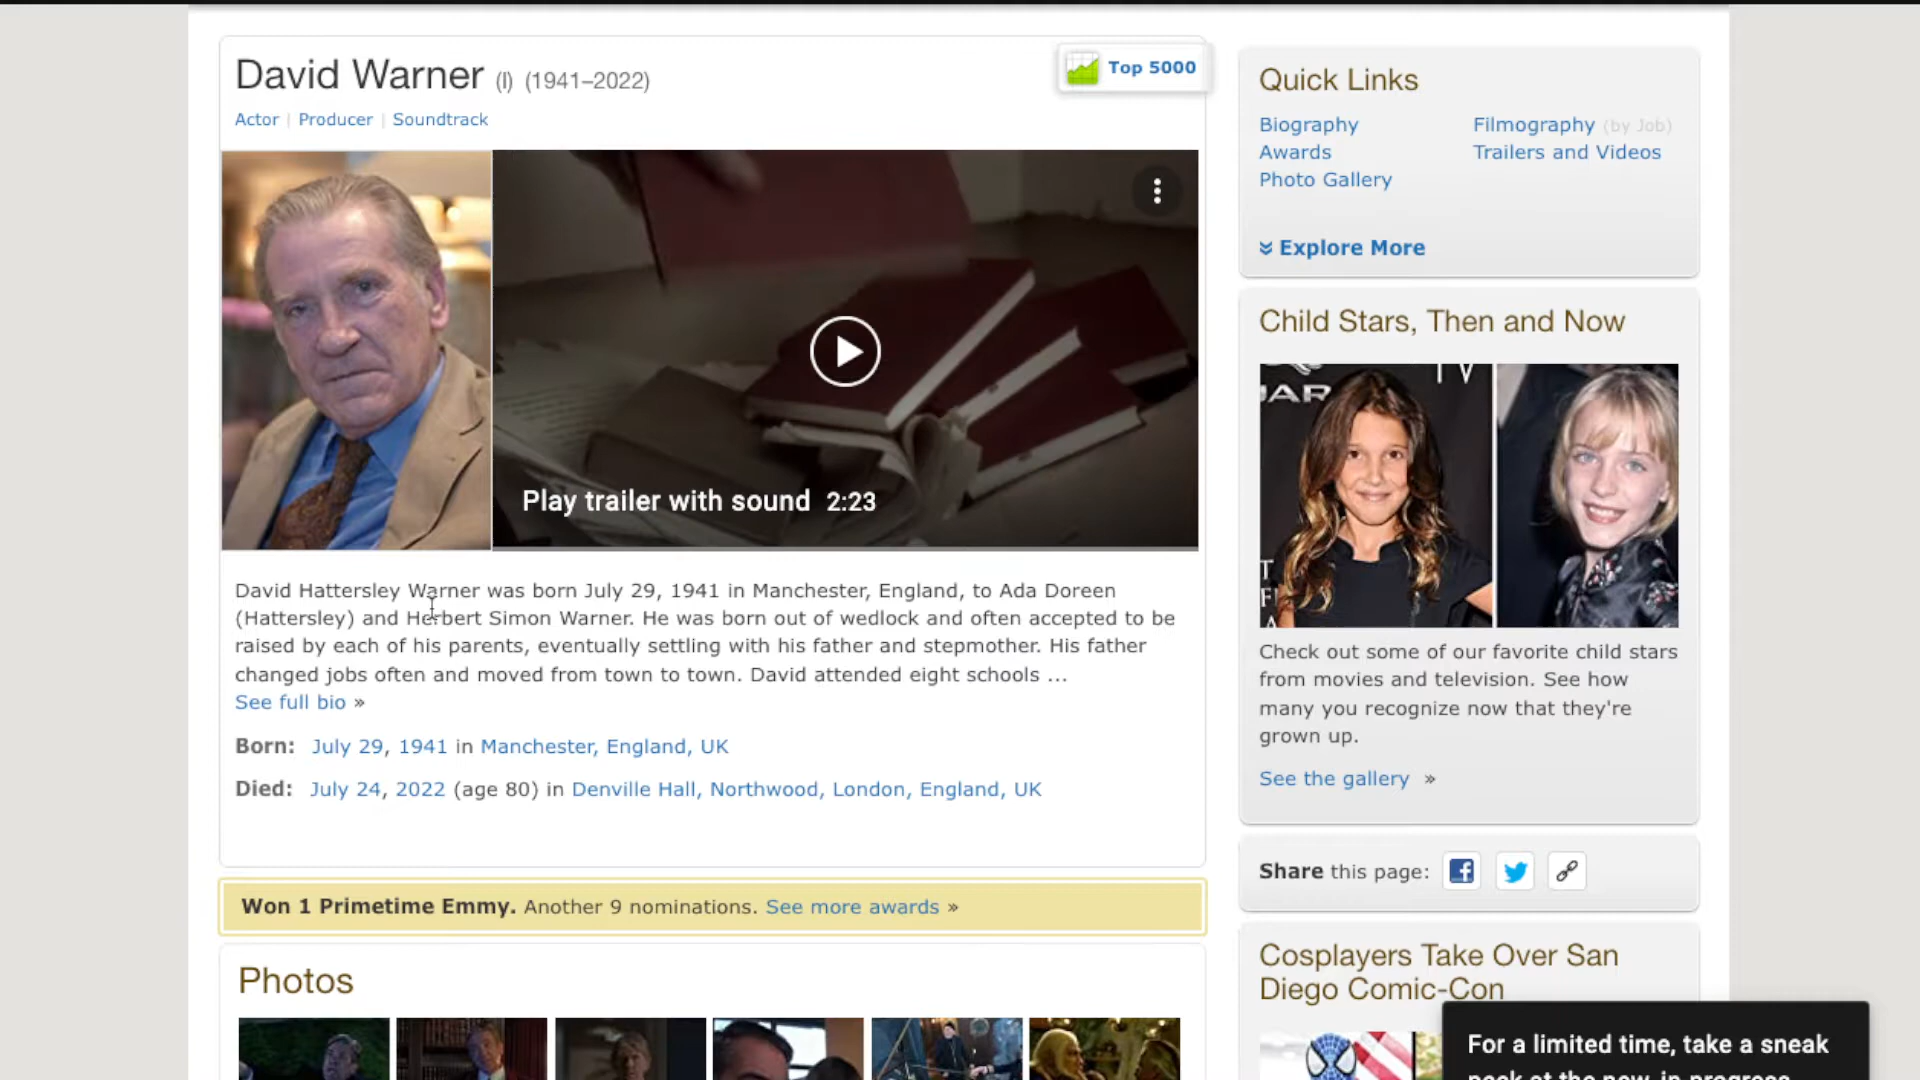 David Warner (I) (1941–2022)
Top 5000
Actor | Producer | Soundtrack
Play trailer with sound 2:23
David Hattersley Warner was born July 29, 1941 in Manchester, England, to Ada Doreen
(Hattersley) and Herbert Simon Warner. He was born out of wedlock and often accepted to be
raised by each of his parents, eventually settling with his father and stepmother. His father
changed jobs often and moved from town to town. David attended eight schools ...
See full bio »
Born: July 29, 1941 in Manchester, England, UK
Died: July 24, 2022 (age 80) in Denville Hall, Northwood, London, England, UK
Won 1 Primetime Emmy. Another 9 nominations. See more awards »
Photos
Quick Links
Biography
Filmography (by Job)
Awards
Trailers and Videos
Photo Gallery
Explore More
Child Stars, Then and Now
JAR
TV
Check out some of our favorite child stars
from movies and television. See how
many you recognize now that they're
grown up.
See the gallery »
Share this page:
Cosplayers Take Over San
Diego Comic-Con
For a limited time, take a sneak
peek at the new, in-progress